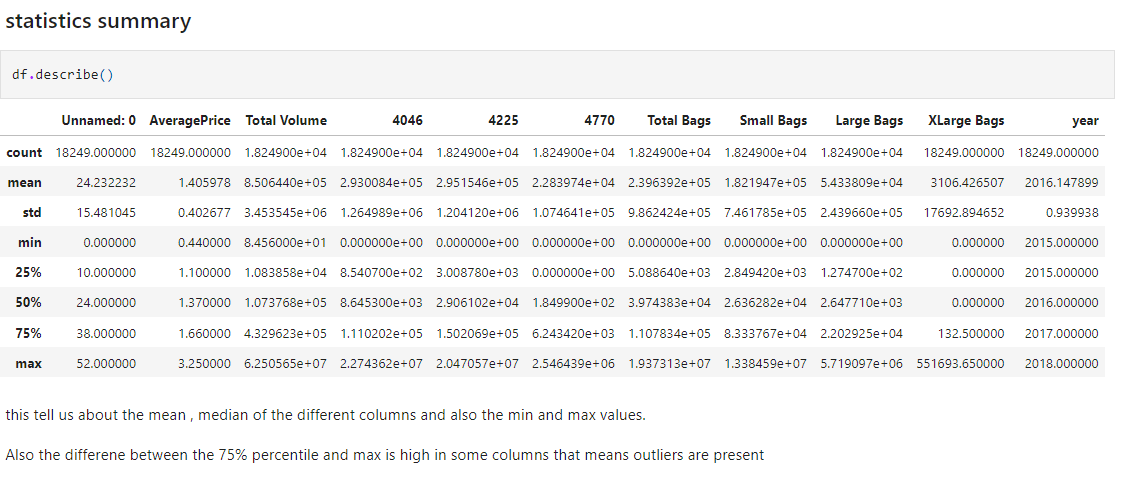 statistics summary
df.describe()
Unnamed: 0 AveragePrice Total Volume 4046 4225 4770 Total Bags Small Bags Large Bags XLarge Bags year
count 18249.000000 18249.000000 1.824900e+04 1.824900e+04 1.824900e+04 1.824900e+04 1.824900e+04 1.824900e+04 1.824900e+04 18249.000000 18249.000000
mean 24.232232 1.405978 8.506440e+05 2.930084e+05 2.951546e+05 2.283974e+04 2.396392e+05 1.821947e+05 5.433809e+04 3106.426507 2016.147899
std 15.481045 0.402677 3.453545e+06 1.264989e+06 1.204120e+06 1.074641e+05 9.862424e+05 7.461785e+05 2.439660e+05 17692.894652 0.939938
min 0.000000 0.440000 8.456000e+01 0.000000e+00 0.000000e+00 0.000000e+00 0.000000e+00 0.000000e+00 0.000000e+00 0.000000 2015.000000
25% 10.000000 1.100000 1.083858e+04 8.540700e+02 3.008780e+03 0.000000e+00 5.088640e+03 2.849420e+03 1.274700e+02 0.000000 2015.000000
50% 24.000000 1.370000 1.073768e+05 8.645300e+03 2.906102e+04 1.849900e+02 3.974383e+04 2.636282e+04 2.647710e+03 0.000000 2016.000000
75% 38.000000 1.660000 4.329623e+05 1.110202e+05 1.502069e+05 6.243420e+03 1.107834e+05 8.333767e+04 2.202925e+04 132.500000 2017.000000
max 52.000000 3.250000 6.250565e+07 2.274362e+07 2.047057e+07 2.546439e+06 1.937313e+07 1.338459e+07 5.719097e+06 551693.650000 2018.000000
this tell us about the mean , median of the different columns and also the min and max values.
Also the differene between the 75% percentile and max is high in some columns that means outliers are present